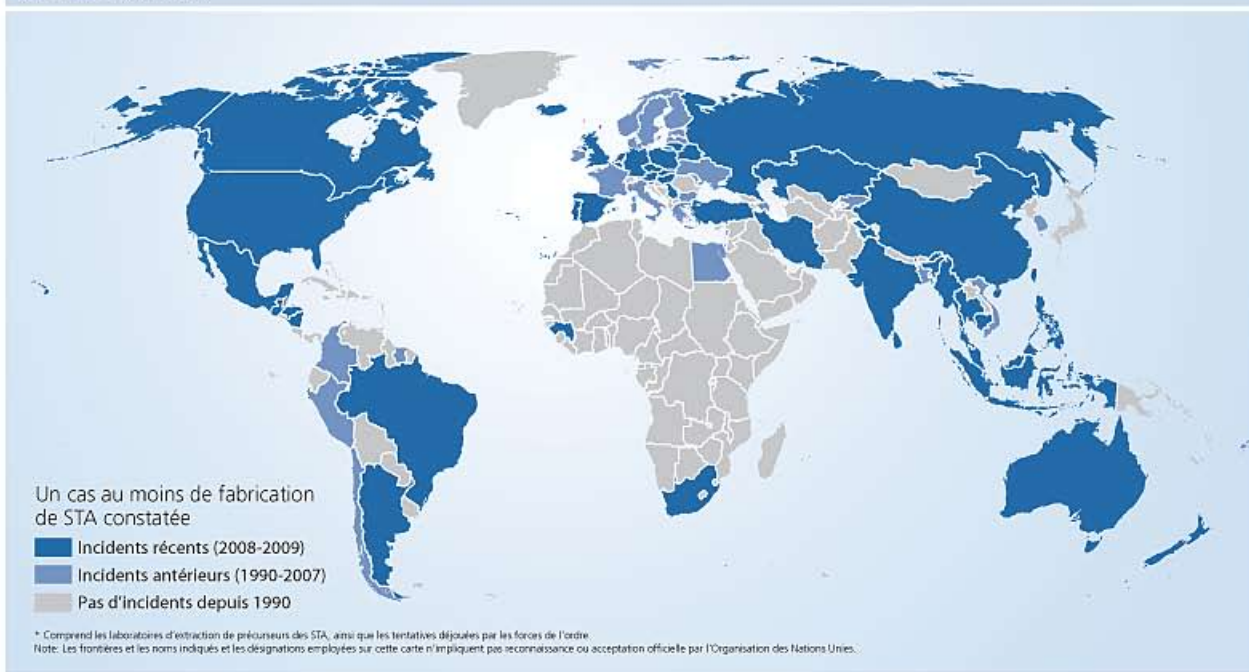 Un cas au moins de fabrication
de STA constatée
Incidents récents (2008-2009)
Incidents antérieurs (1990-2007)
Pas d'incidents depuis 1990
* Comprend les laboratoires d'extraction de précurseurs des STA, ainsi que les tentatives déjouées par les forces de l'ordre.
Note: Les frontières et les noms indiqués et les désignations employées sur cette carte n'impliquent pas reconnaissance ou acceptation officielle par l'Organisation des Nations Unies.